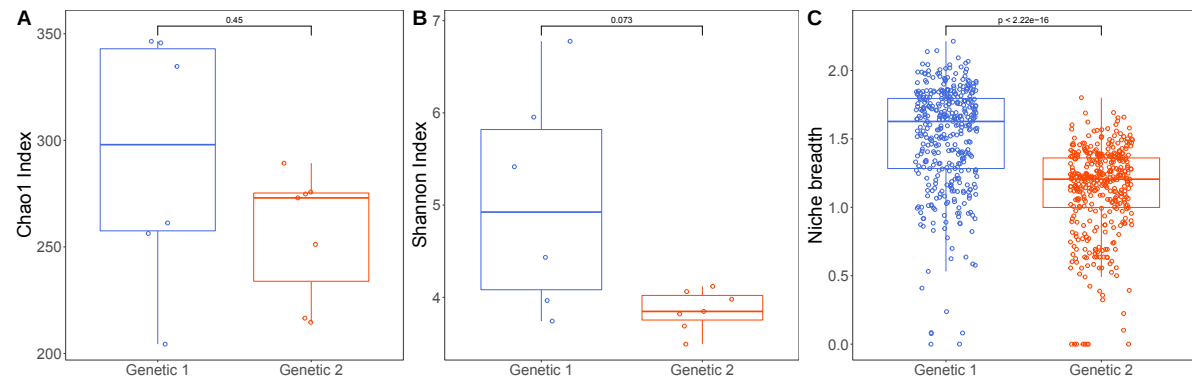 A
0.45
Chao1 Index
350
300
250
200
Genetic 1
Genetic 2
B
0.073
Shannon Index
7
6
5
4
Genetic 1
Genetic 2
C
p < 2.22e−16
Niche breadth
2.0
1.5
1.0
0.5
0.0
Genetic 1
Genetic 2